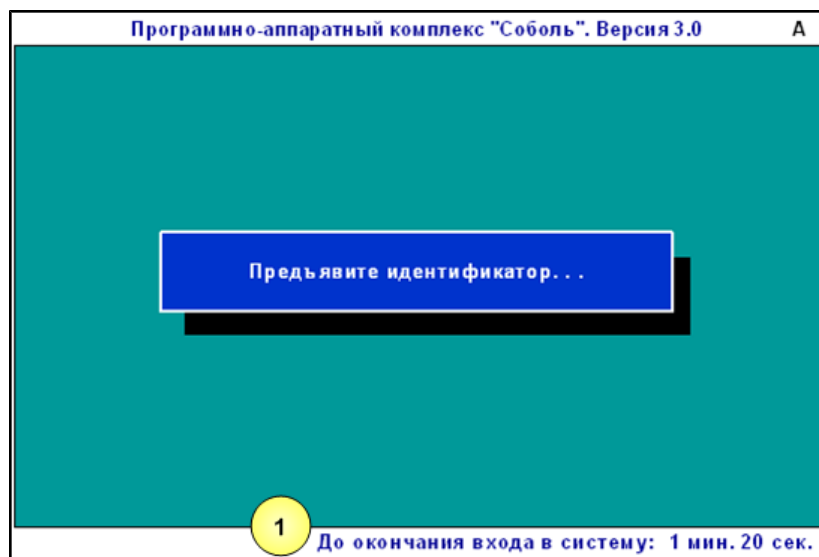 Программно-аппаратный комплекс "Соболь". Версия 3.0 А
Предъявите идентификатор...
1
До окончания входа в систему: 1 мин. 20 сек.